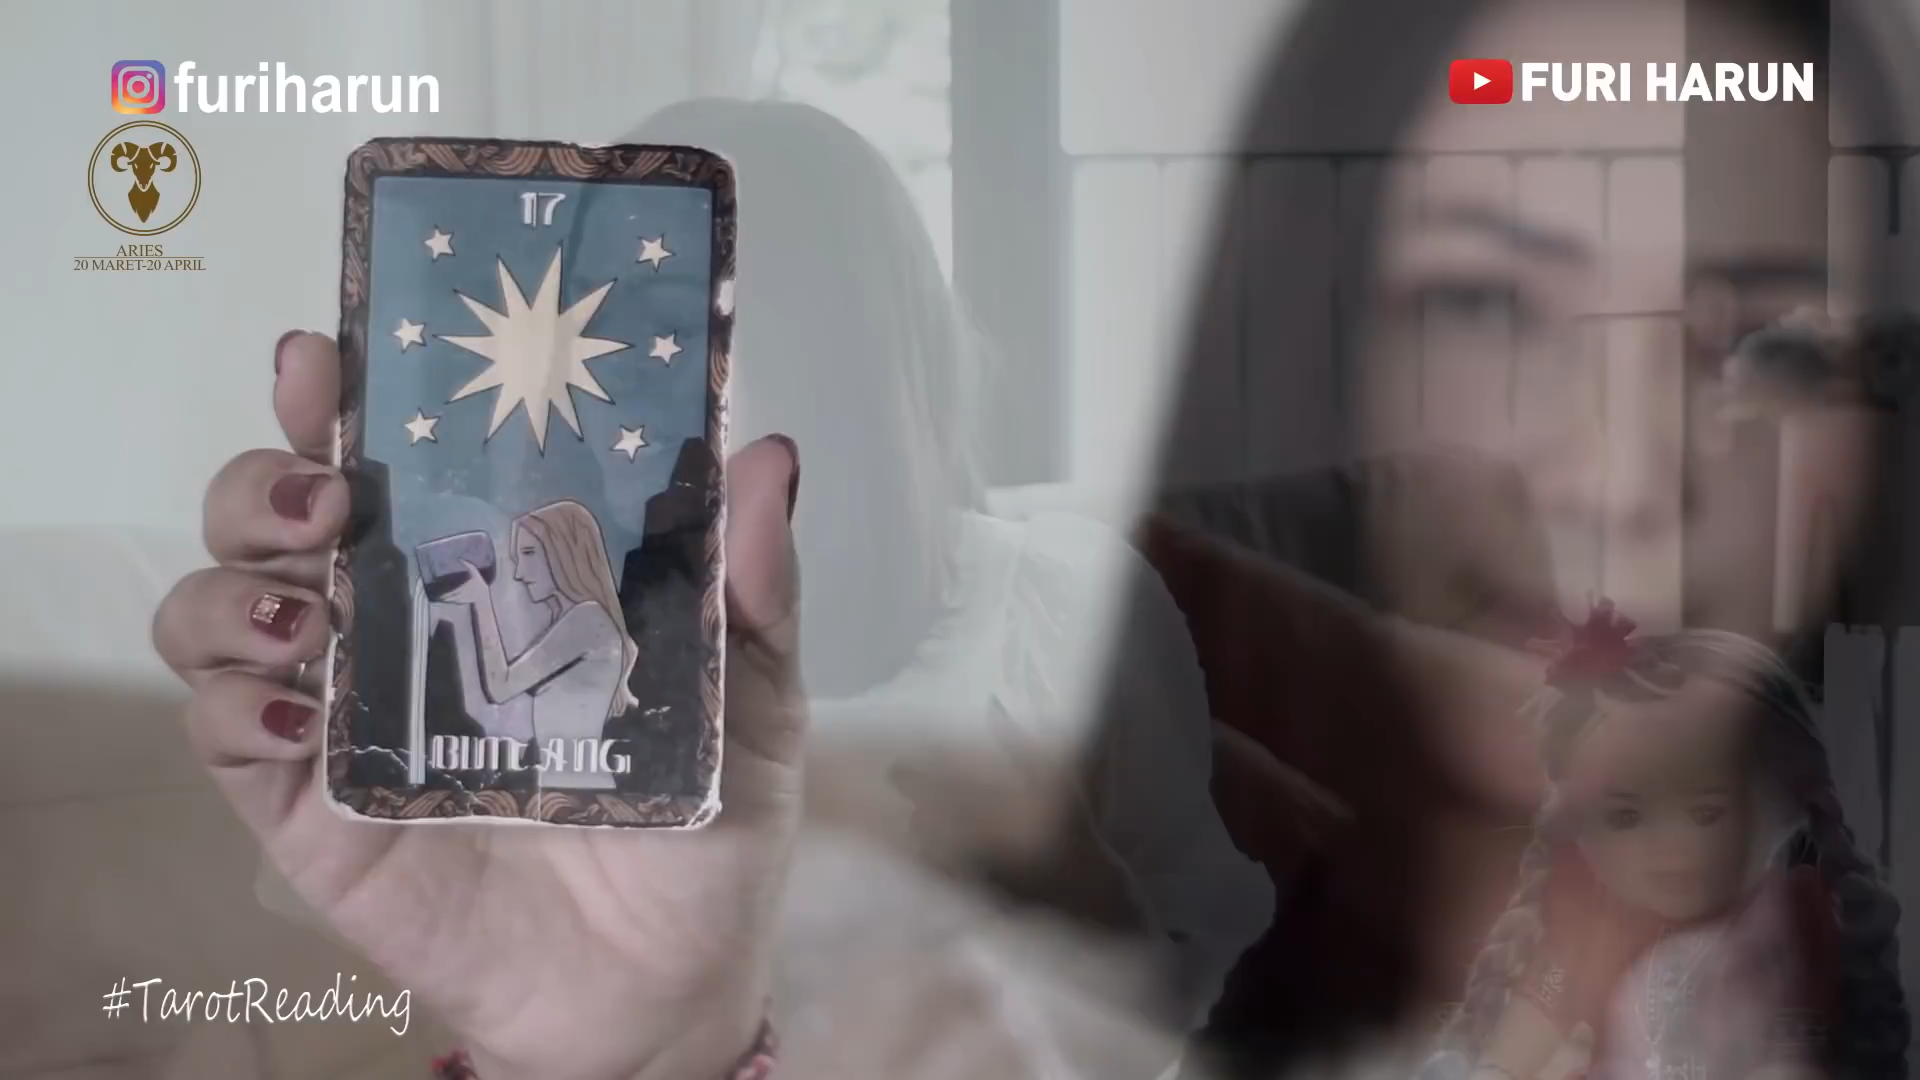 furiharun
FURI HARUN
ARIES
20 MARET-20 APRIL
17
BINTANG
#TarotReading